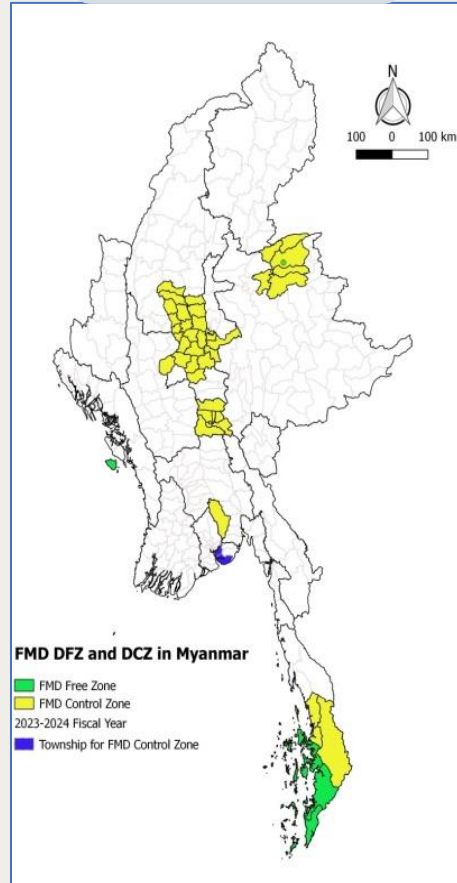 N
100 0 100 km
FMD DFZ and DCZ in Myanmar
FMD Free Zone
FMD Control Zone
2023-2024 Fiscal Year
Township for FMD Control Zone